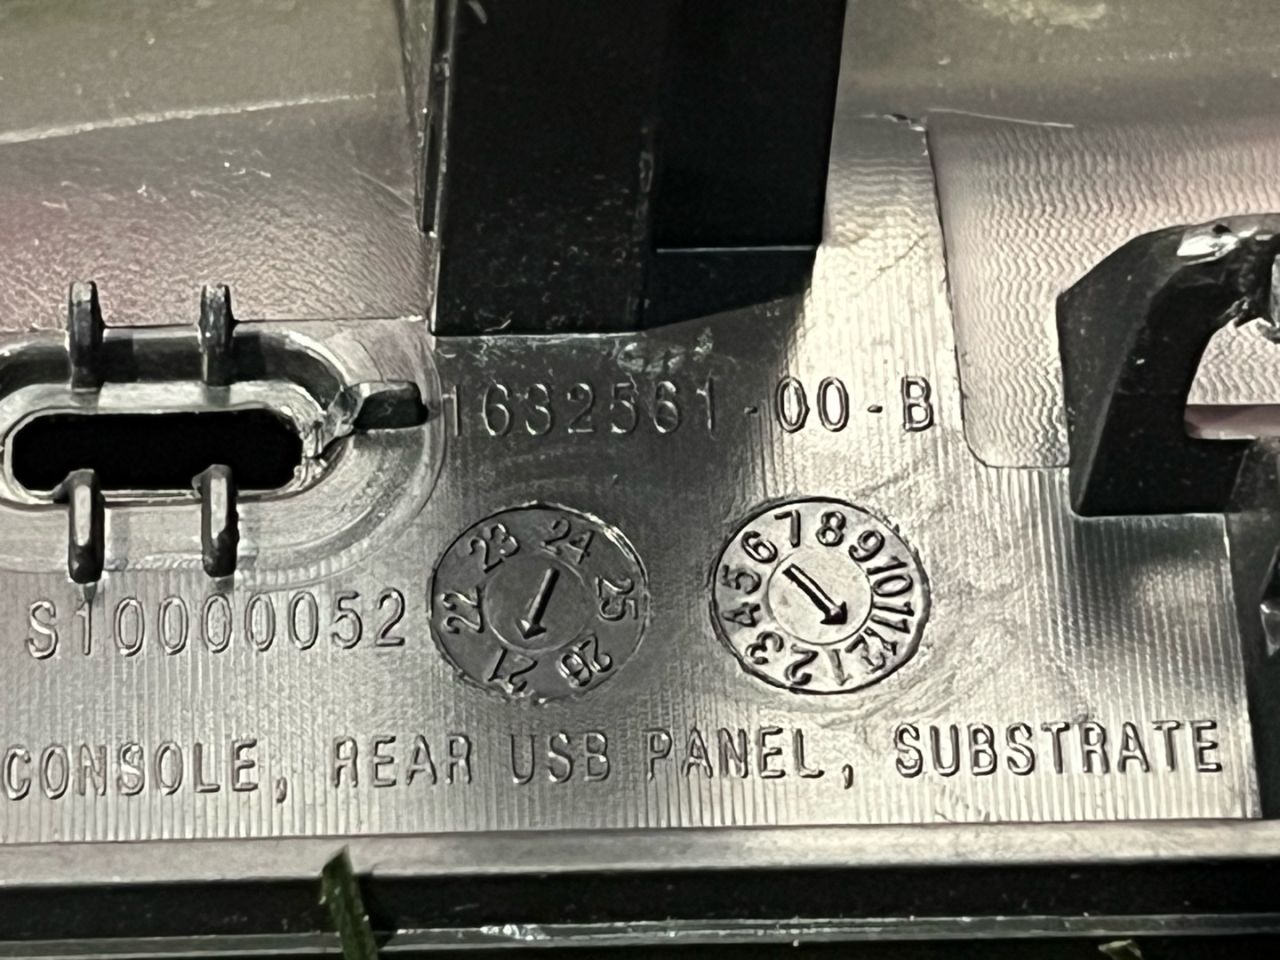 1632561-00-B
22 23 24 25 26 21
1 2 3 4 5 6 7 8 9 10 11 12
S10000052
CONSOLE, REAR USB PANEL, SUBSTRATE